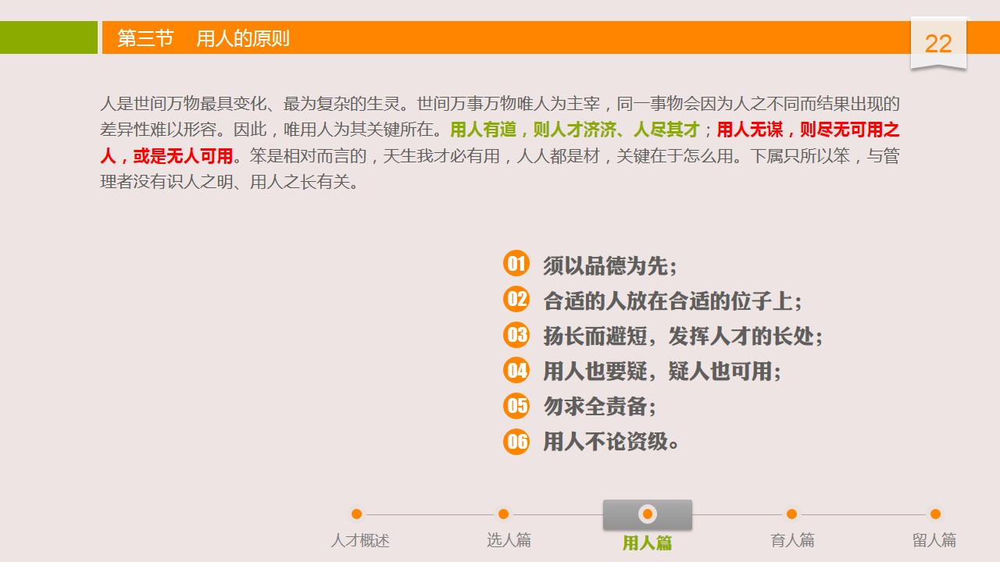 第三节 用人的原则
22
人是世间万物最具变化、最为复杂的生灵。世间万事万物唯人为主宰，同一事物会因为人之不同而结果出现的
差异性难以形容。因此，唯用人为其关键所在。用人有道，则人才济济、人尽其才；用人无谋，则尽无可用之
人，或是无人可用。笨是相对而言的，天生我才必有用，人人都是材，关键在于怎么用。下属只所以笨，与管
理者没有识人之明、用人之长有关。
01 须以品德为先；
02 合适的人放在合适的位子上；
03 扬长而避短，发挥人才的长处；
04 用人也要疑，疑人也可用；
05 勿求全责备；
06 用人不论资级。
人才概述 选人篇 用人篇 育人篇 留人篇